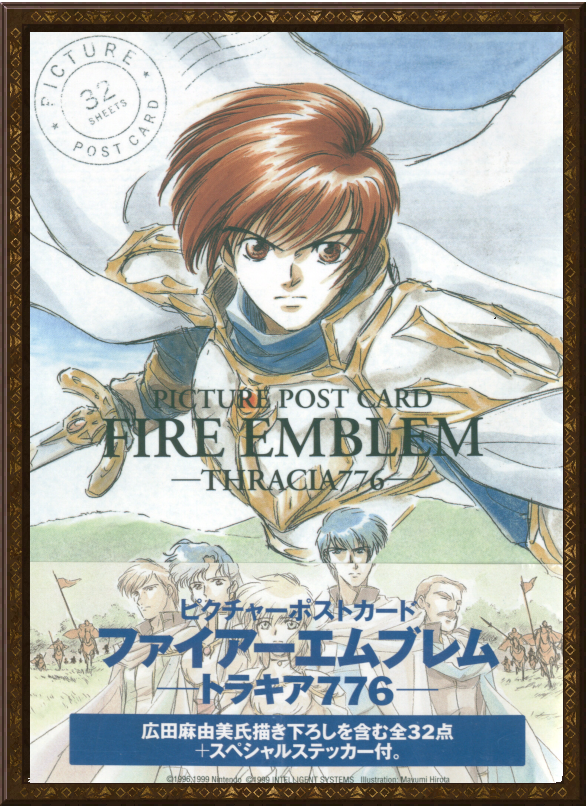 PICTURE
32
SHEETS
POST CARD
PICTURE POST CARD
FIRE EMBLEM
—THRACIA776—
ピクチャーポストカード
ファイアーエムブレム
—トラキア776—
広田麻由美氏描き下ろしを含む全32点
+スペシャルステッカー付。
©1996,1999 Nintendo ©1999 INTELLIGENT SYSTEMS Illustration: Mayumi Hirota